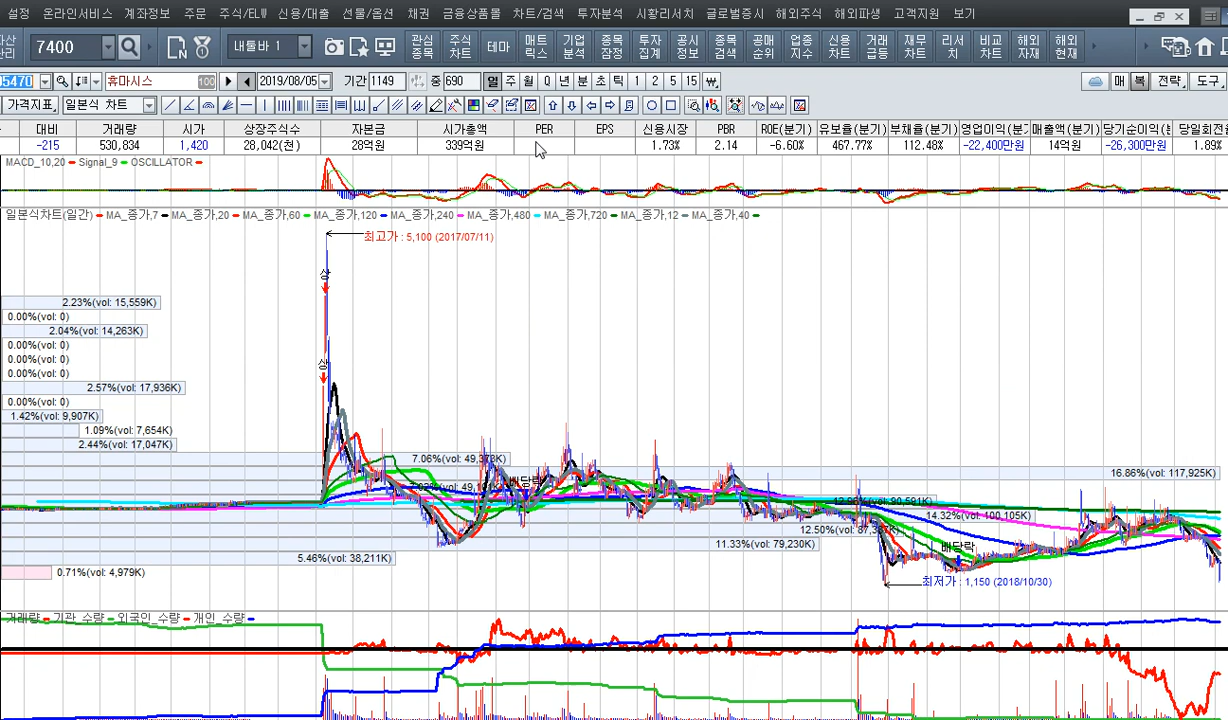 설정 온라인서비스 계좌정보 주문 주식/ELW 신용/대출 선물/옵션 채권 금융상품몰 차트/검색 투자분석 시황리서치 글로벌증시 해외주식 해외파생 고객지원 보기
7400 내툴바 1 관심종목 주식차트 테마 매트릭스 기업분석 종목잠정 투자집계 공시정보 종목검색 공매순위 업종지수 신용차트 거래급등 재무차트 리서치 비교차트 해외자재 해외현재
휴마시스 100 2019/08/05 기간 1149 중 690 일 주 월 Q 년 분 초 틱 1 2 5 15 ₩ 매 복 전략 도구
가격지표 일본식 차트
대비 거래량 시가 상장주식수 자본금 시가총액 PER EPS 신용시장 PBR ROE(분기) 유보율(분기) 부채율(분기) 영업이익(분기 매출액(분기) 당기순이익(분 당일회전율
-215 530,834 1,420 28,042(천) 28억원 339억원 1.73% 2.14 -6.60% 467.77% 112.48% -22,400만원 14억원 -26,300만원 1.89%
MACD_10,20 Signal_9 OSCILLATOR
일본식차트(일간) MA_종가,7 MA_종가,20 MA_종가,60 MA_종가,120 MA_종가,240 MA_종가,480 MA_종가,720 MA_종가,12 MA_종가,40
최고가 : 5,100 (2017/07/11)
상
2.23%(vol: 15,559K)
0.00%(vol: 0)
2.04%(vol: 14,263K)
0.00%(vol: 0)
0.00%(vol: 0)
상
0.00%(vol: 0)
2.57%(vol: 17,936K)
0.00%(vol: 0)
1.42%(vol: 9,907K)
1.09%(vol: 7,654K)
2.44%(vol: 17,047K)
7.06%(vol: 49,373K)
16.86%(vol: 117,925K)
배당락
14.32%(vol: 100,105K)
12.50%(vol: 87,387K)
11.33%(vol: 79,230K)
배당락
5.46%(vol: 38,211K)
0.71%(vol: 4,979K)
최저가 : 1,150 (2018/10/30)
거래량 기관_수량 외국인_수량 개인_수량